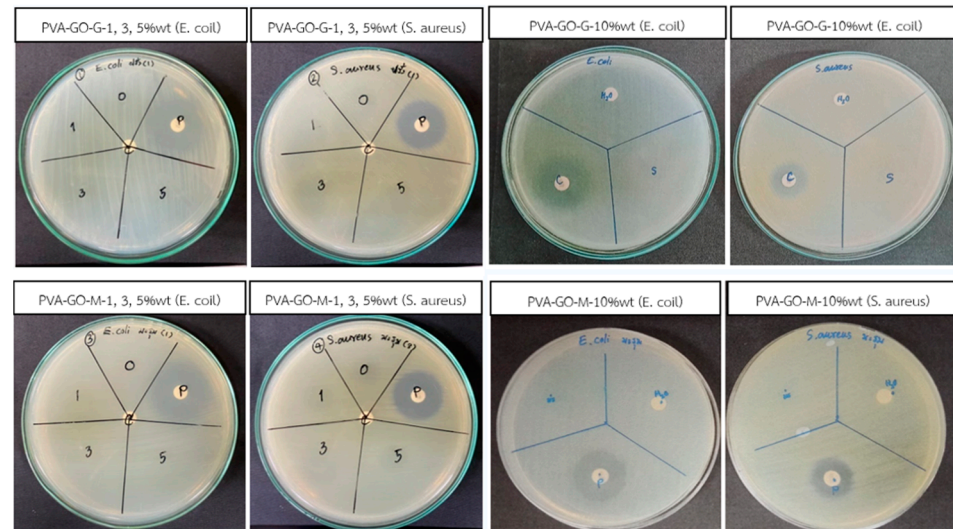 PVA-GO-G-1, 3, 5%wt (E. coil)
PVA-GO-G-1, 3, 5%wt (S. aureus)
PVA-GO-G-10%wt (E. coil)
PVA-GO-G-10%wt (S. aureus)
① E.coli (1)
0
1
P
C
3
5
② S.aureus (1)
0
1
P
C
3
5
E.coli
H₂O
C
S
S.aureus
H₂O
C
S
PVA-GO-M-1, 3, 5%wt (E. coil)
PVA-GO-M-1, 3, 5%wt (S. aureus)
PVA-GO-M-10%wt (E. coil)
PVA-GO-M-10%wt (S. aureus)
③ E.coli (1)
0
1
P
C
3
5
④ S.aureus
0
1
P
C
3
5
E.coli
H₂O
P
S.aureus
H₂O
P